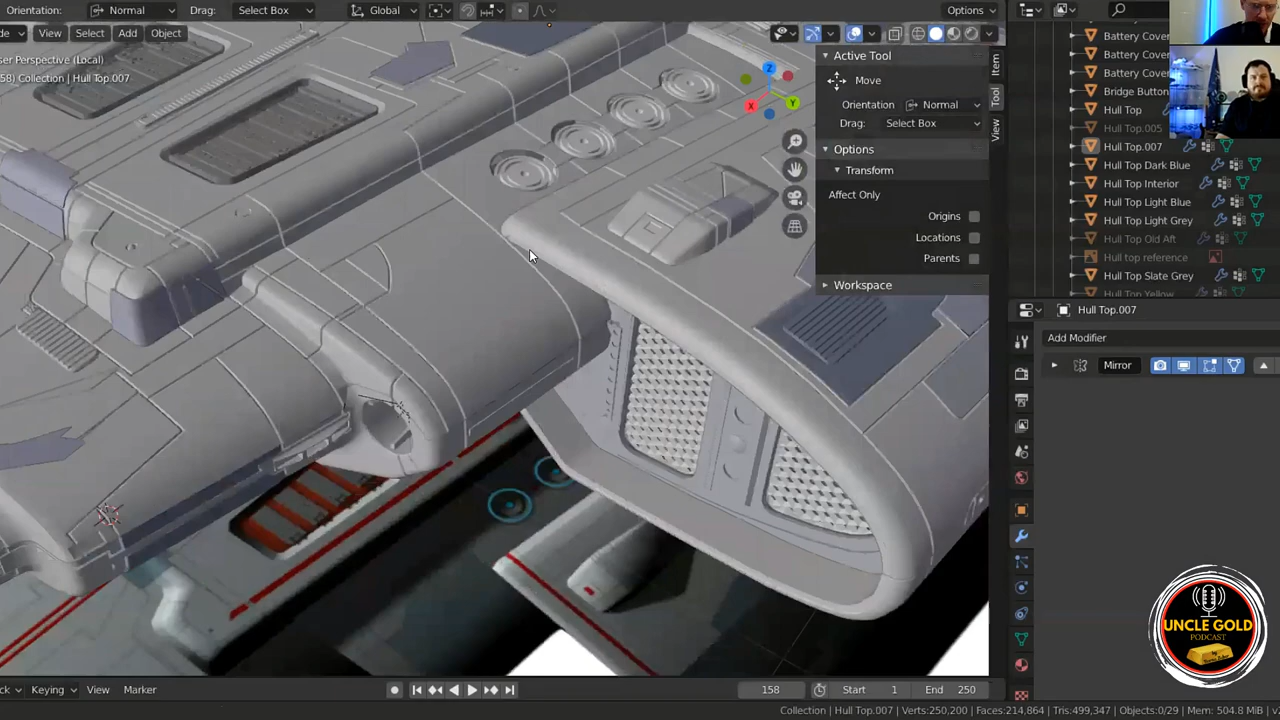 Orientation: Normal Drag: Select Box Global Options
de View Select Add Object
ser Perspective (Local)
58) Collection | Hull Top.007
Active Tool
Move
Orientation Normal
Drag: Select Box
Options
Transform
Affect Only
Origins
Locations
Parents
Workspace
Item
Tool
View
X
Y
Z
Battery Cover
Battery Cover
Battery Cove
Bridge Button
Hull Top
Hull Top.005
Hull Top.007
Hull Top Dark Blue
Hull Top Interior
Hull Top Light Blue
Hull Top Light Grey
Hull Top Old Aft
Hull top reference
Hull Top Slate Grey
Hull Top Yellow
Hull Top.007
Add Modifier
Mirror
UNCLE GOLD
PODCAST
Keying View Marker
158 Start 1 End 250
Collection | Hull Top.007 | Verts:250,200 | Faces:214,864 | Tris:499,347 | Objects:0/29 | Mem: 504.8 MiB | v